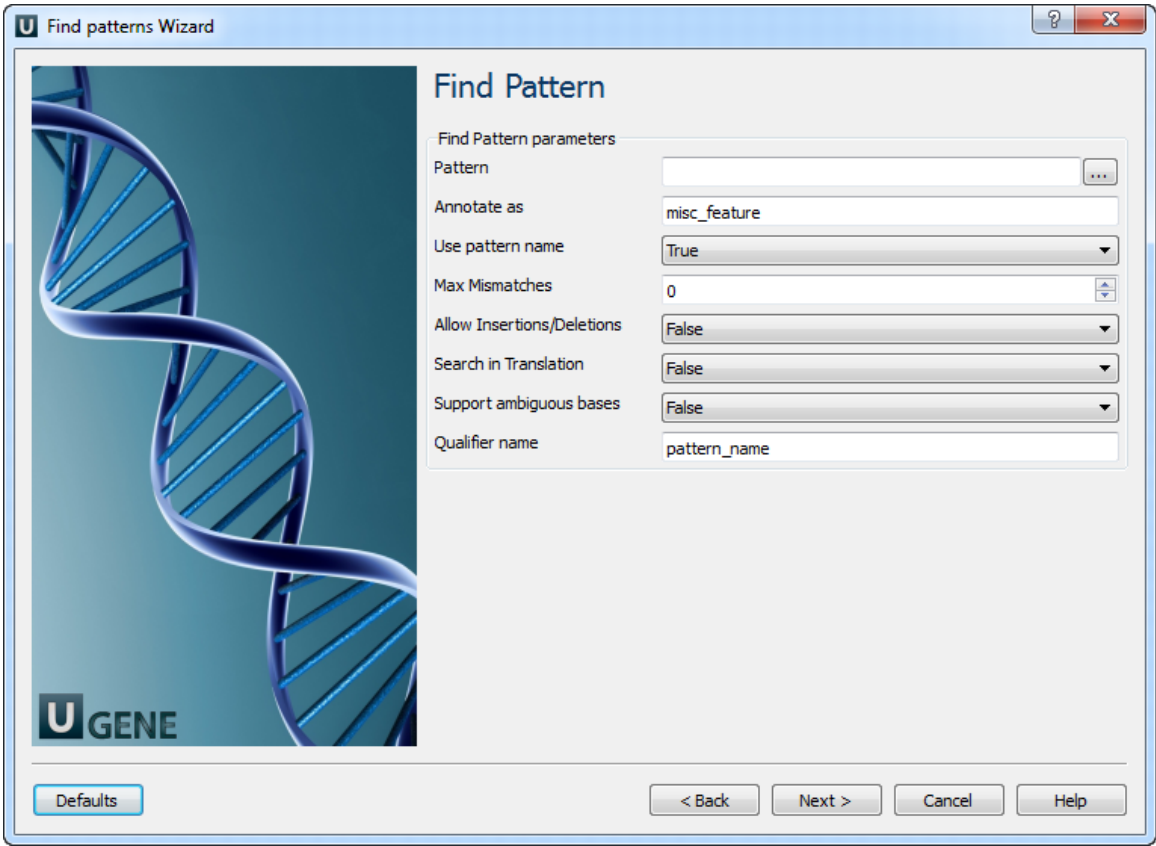 U Find patterns Wizard
? X
Find Pattern
Find Pattern parameters
Pattern ...
Annotate as misc_feature
Use pattern name True
Max Mismatches 0
Allow Insertions/Deletions False
Search in Translation False
Support ambiguous bases False
Qualifier name pattern_name
U GENE
Defaults < Back Next > Cancel Help